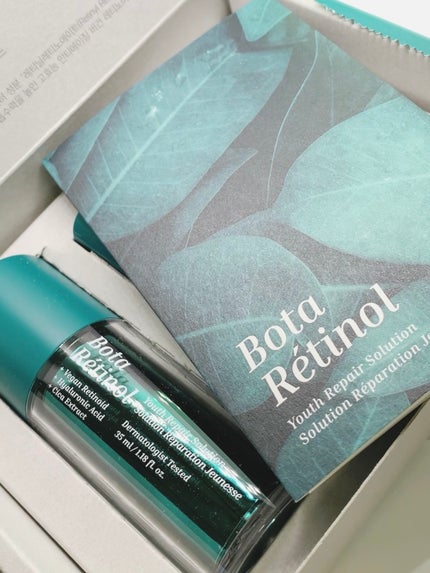 Bota
Rétinol
Youth Repair Solution
Solution Réparation Je
Bota
Rétinol
+ Vegan Retinoid
+ Hyaluronic Acid
+ Cica Extract
Youth Repair Solution
Solution Réparation Jeunesse
Dermatologist Tested
35 ml/1.18 fl.oz.